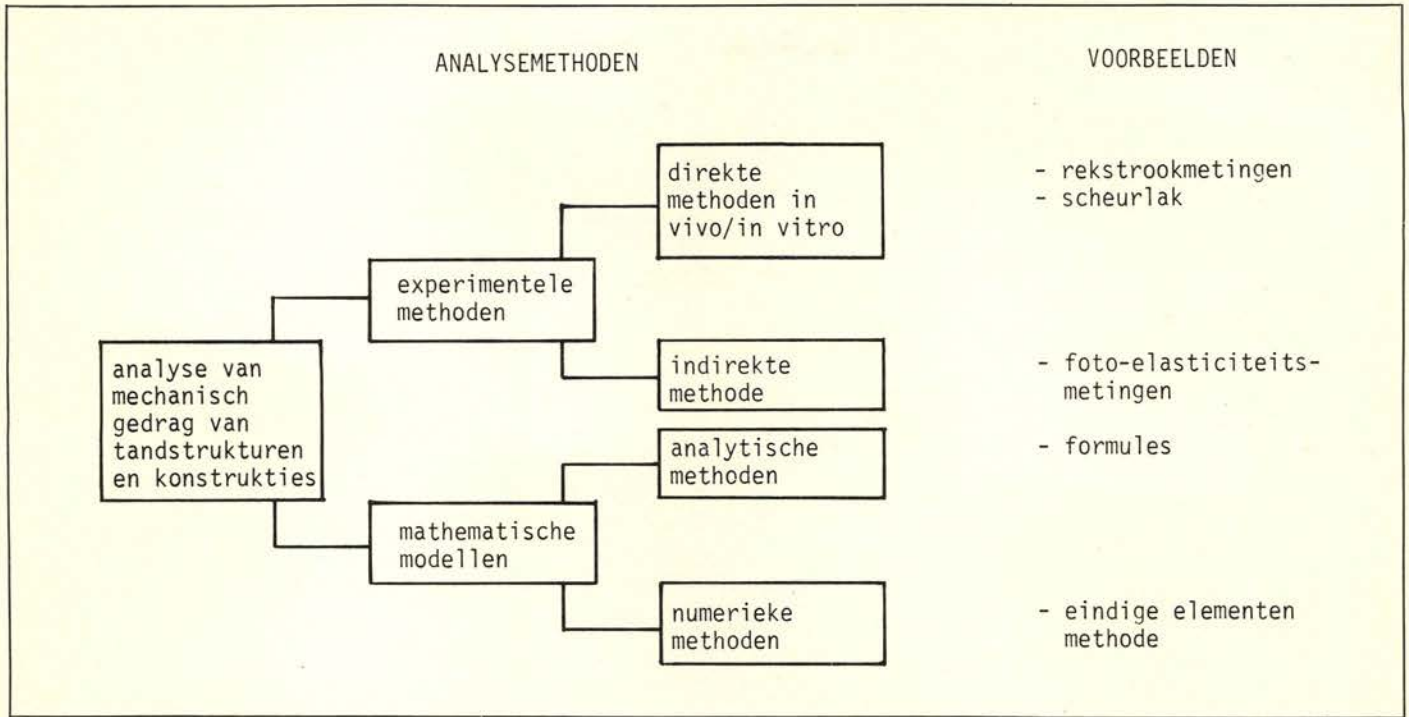 ANALYSEMETHODEN
VOORBEELDEN
direkte
methoden in
vivo/in vitro
- rekstrookmetingen
- scheurlak
experimentele
methoden
indirekte
methode
- foto-elasticiteits-
metingen
analyse van
mechanisch
gedrag van
tandstrukturen
en konstrukties
analytische
methoden
- formules
mathematische
modellen
numerieke
methoden
- eindige elementen
methode